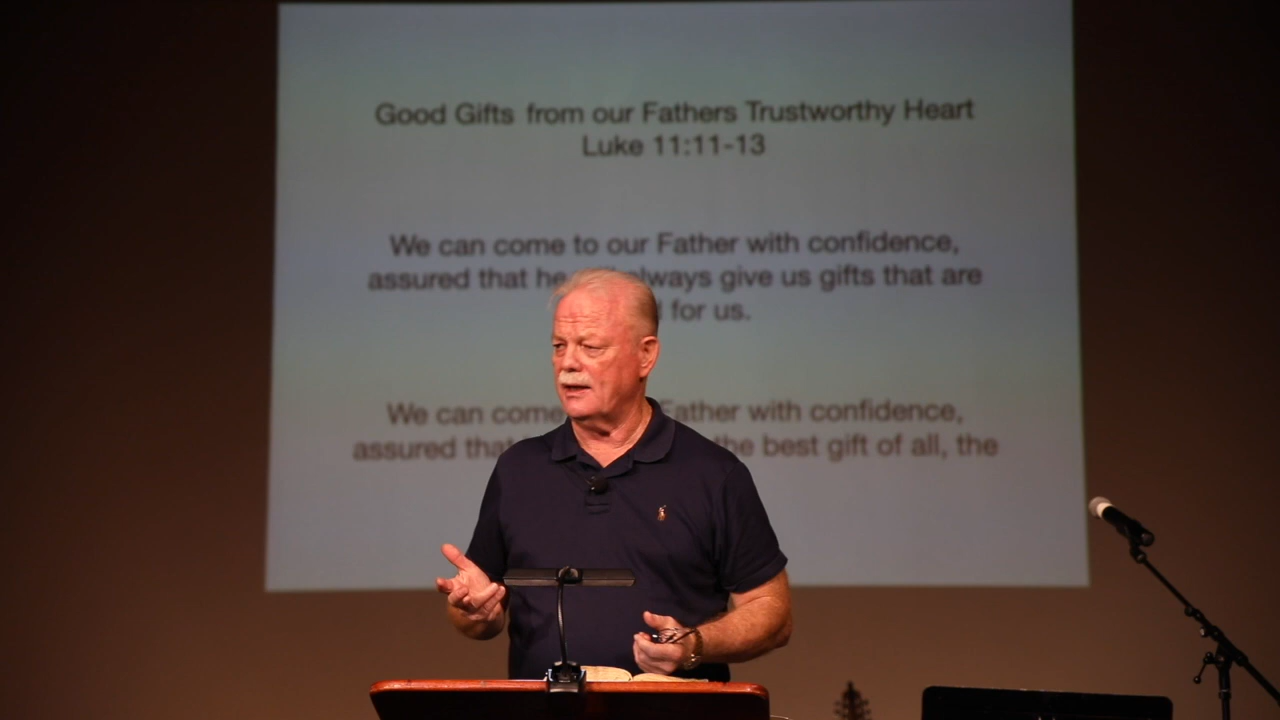 Good Gifts from our Fathers Trustworthy Heart
Luke 11:11-13
We can come to our Father with confidence,
assured that he always give us gifts that are
for us.
We can come Father with confidence,
assured that the best gift of all, the